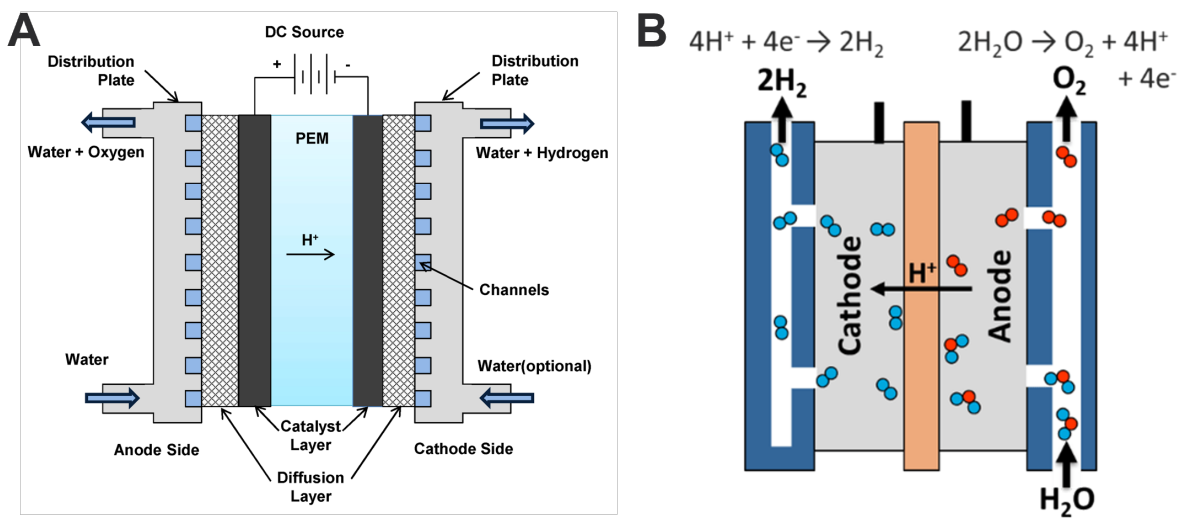 A
DC Source
+ -
Distribution
Plate
Distribution
Plate
PEM
Water + Oxygen
Water + Hydrogen
H⁺
Channels
Water
Water(optional)
Catalyst
Layer
Anode Side
Cathode Side
Diffusion
Layer
B
4H⁺ + 4e⁻ → 2H₂
2H₂O → O₂ + 4H⁺
+ 4e⁻
2H₂
O₂
Cathode
H⁺
Anode
H₂O